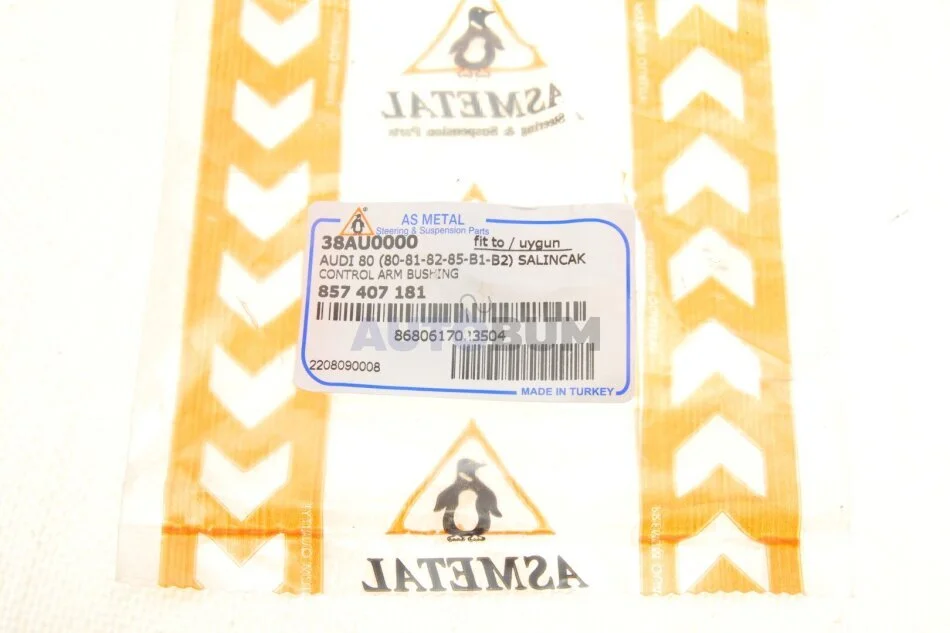 ASMETAL
Steering & Suspension Parts
AS METAL
Steering & Suspension Parts
38AU0000 fit to / uygun
AUDI 80 (80-81-82-85-B1-B2) SALINCAK
CONTROL ARM BUSHING
857 407 181
AUTOBUM
2208090008
MADE IN TURKEY
ASMETAL